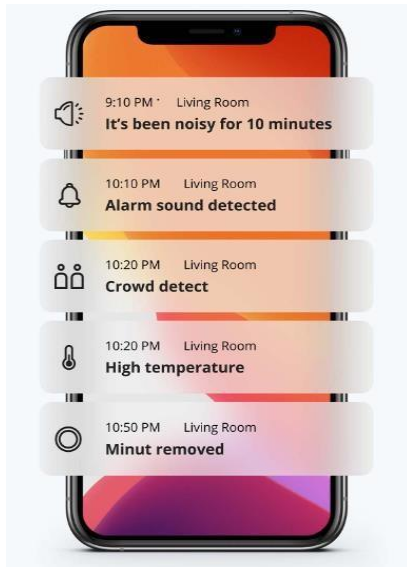 9:10 PM Living Room
It's been noisy for 10 minutes
10:10 PM Living Room
Alarm sound detected
10:20 PM Living Room
Crowd detect
10:20 PM Living Room
High temperature
10:50 PM Living Room
Minut removed